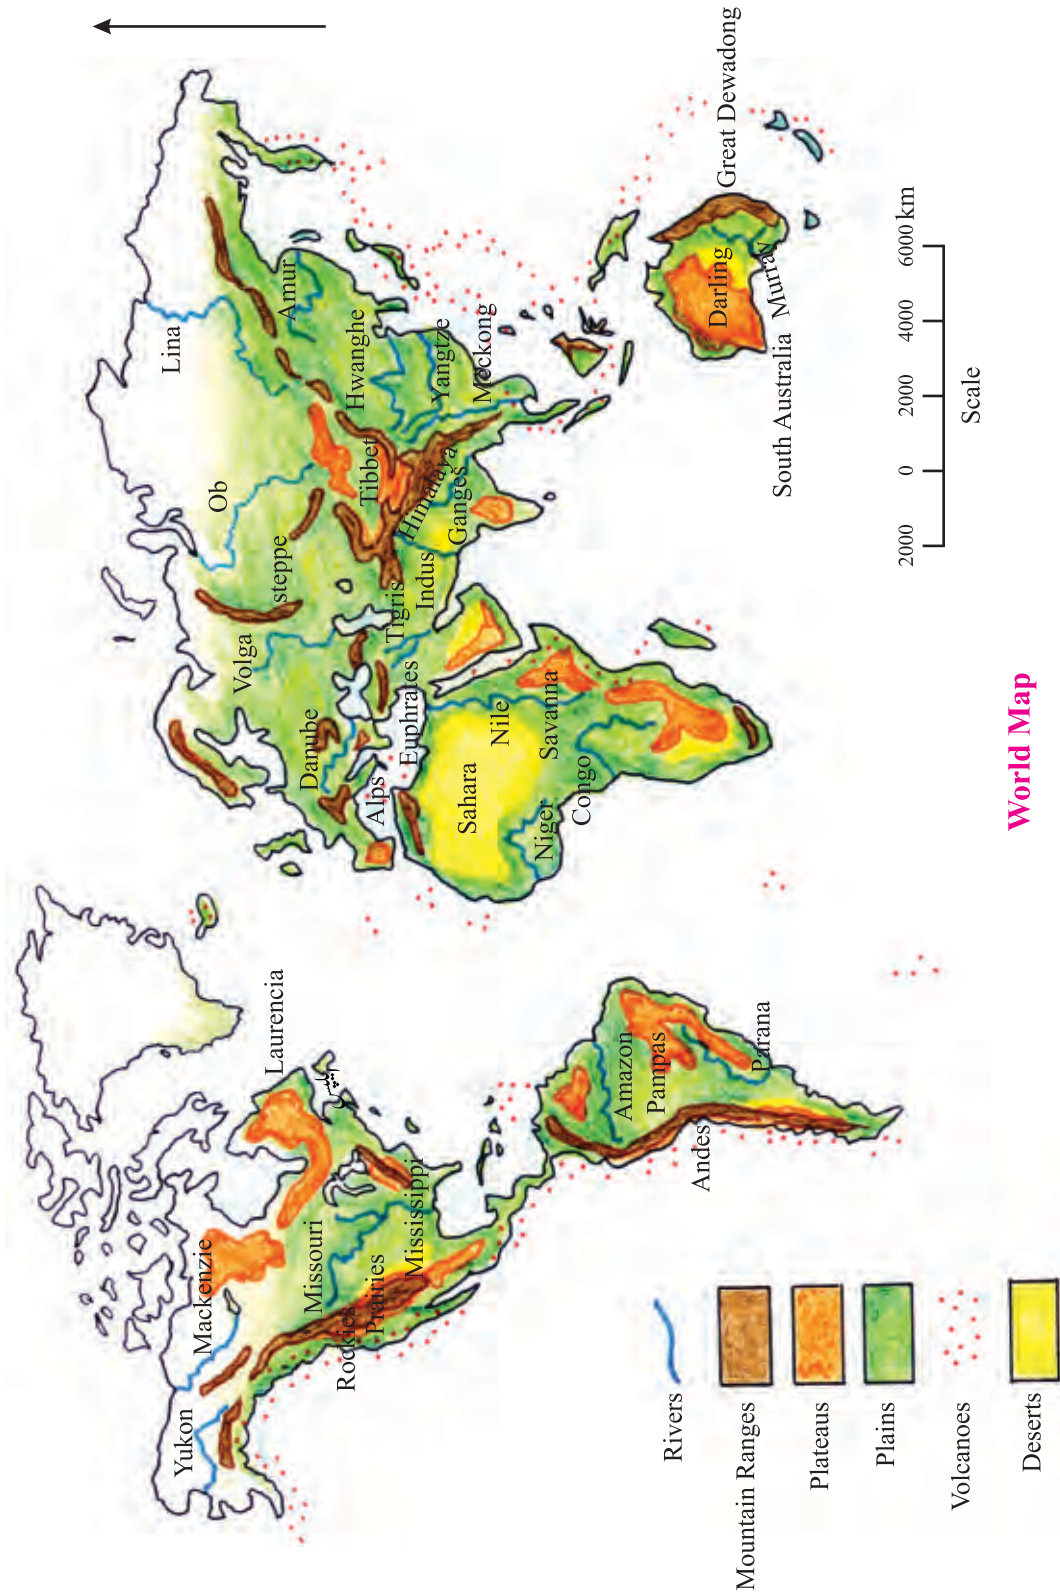 Yukon
Mackenzie
Laurencia
Missouri
Rockies
Prairies
Mississippi
Amazon
Pampas
Parana
Andes
Lina
Ob
steppe
Volga
Danube
Alps
Euphrates
Tigris
Indus
Ganges
Himalaya
Tibbet
Amur
Hwanghe
Yangtze
Meckong
Sahara
Nile
Niger
Savanna
Congo
Great Dewadong
Darling
Murray
South Australia
2000 0 2000 4000 6000 km
Scale
Rivers
Mountain Ranges
Plateaus
Plains
Volcanoes
Deserts
World Map